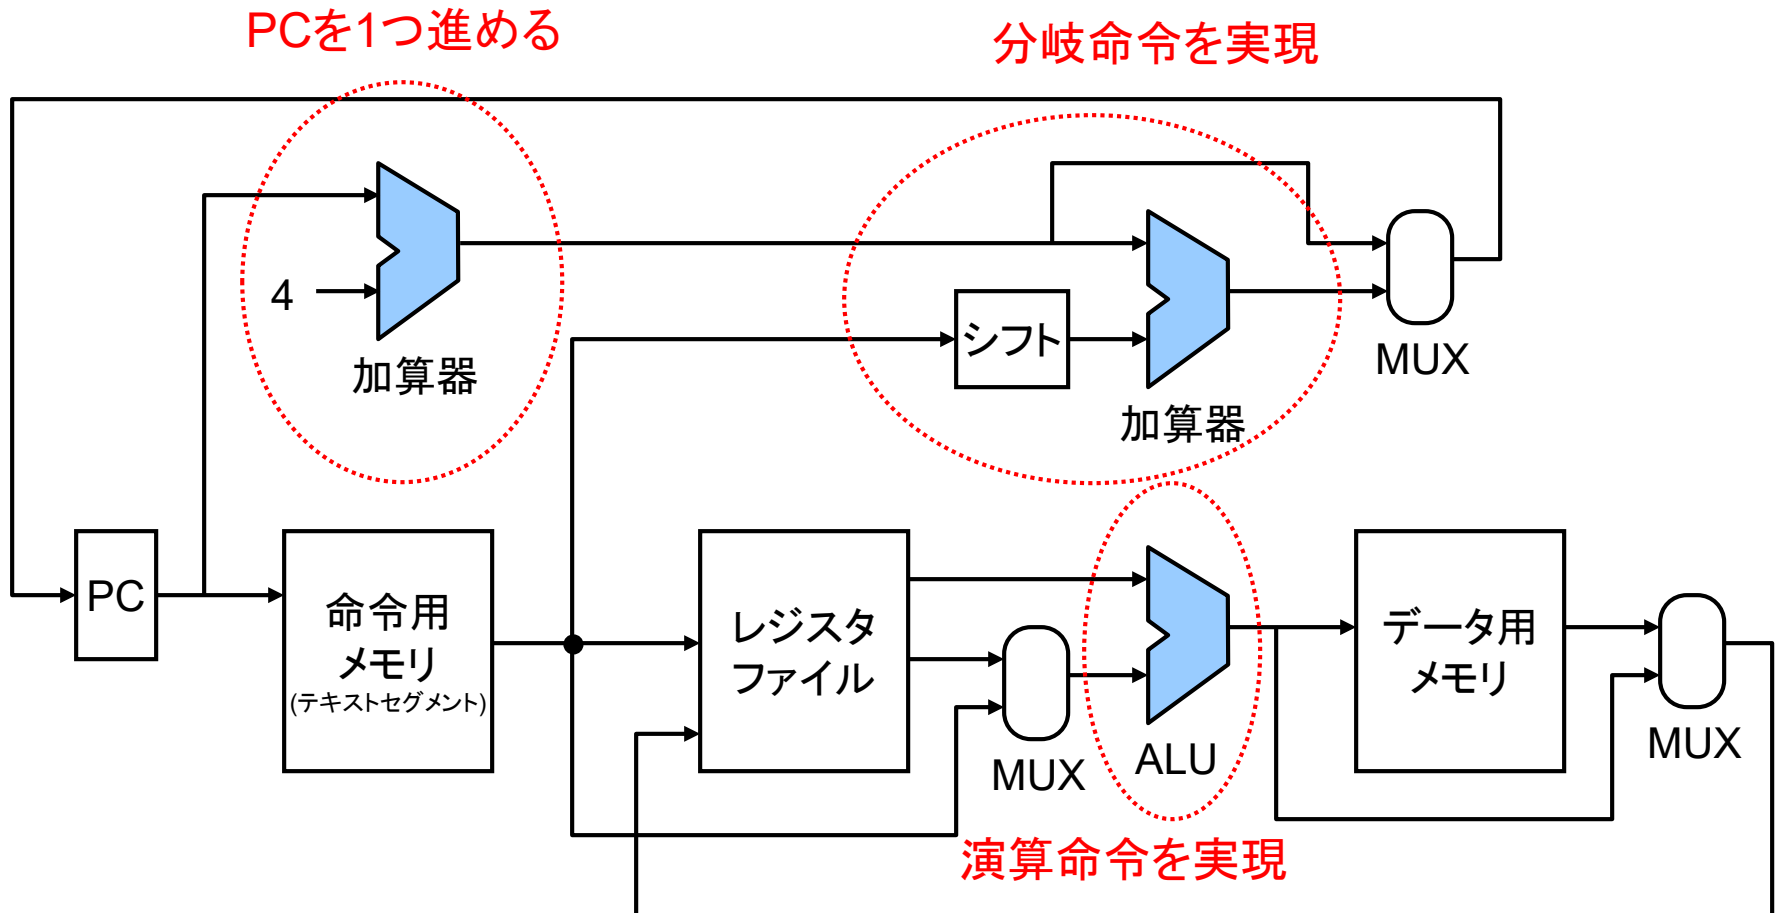 PCを1つ進める
分岐命令を実現
4
加算器
シフト
MUX
加算器
PC
命令用
メモリ
(テキストセグメント)
レジスタ
ファイル
MUX
ALU
データ用
メモリ
MUX
演算命令を実現